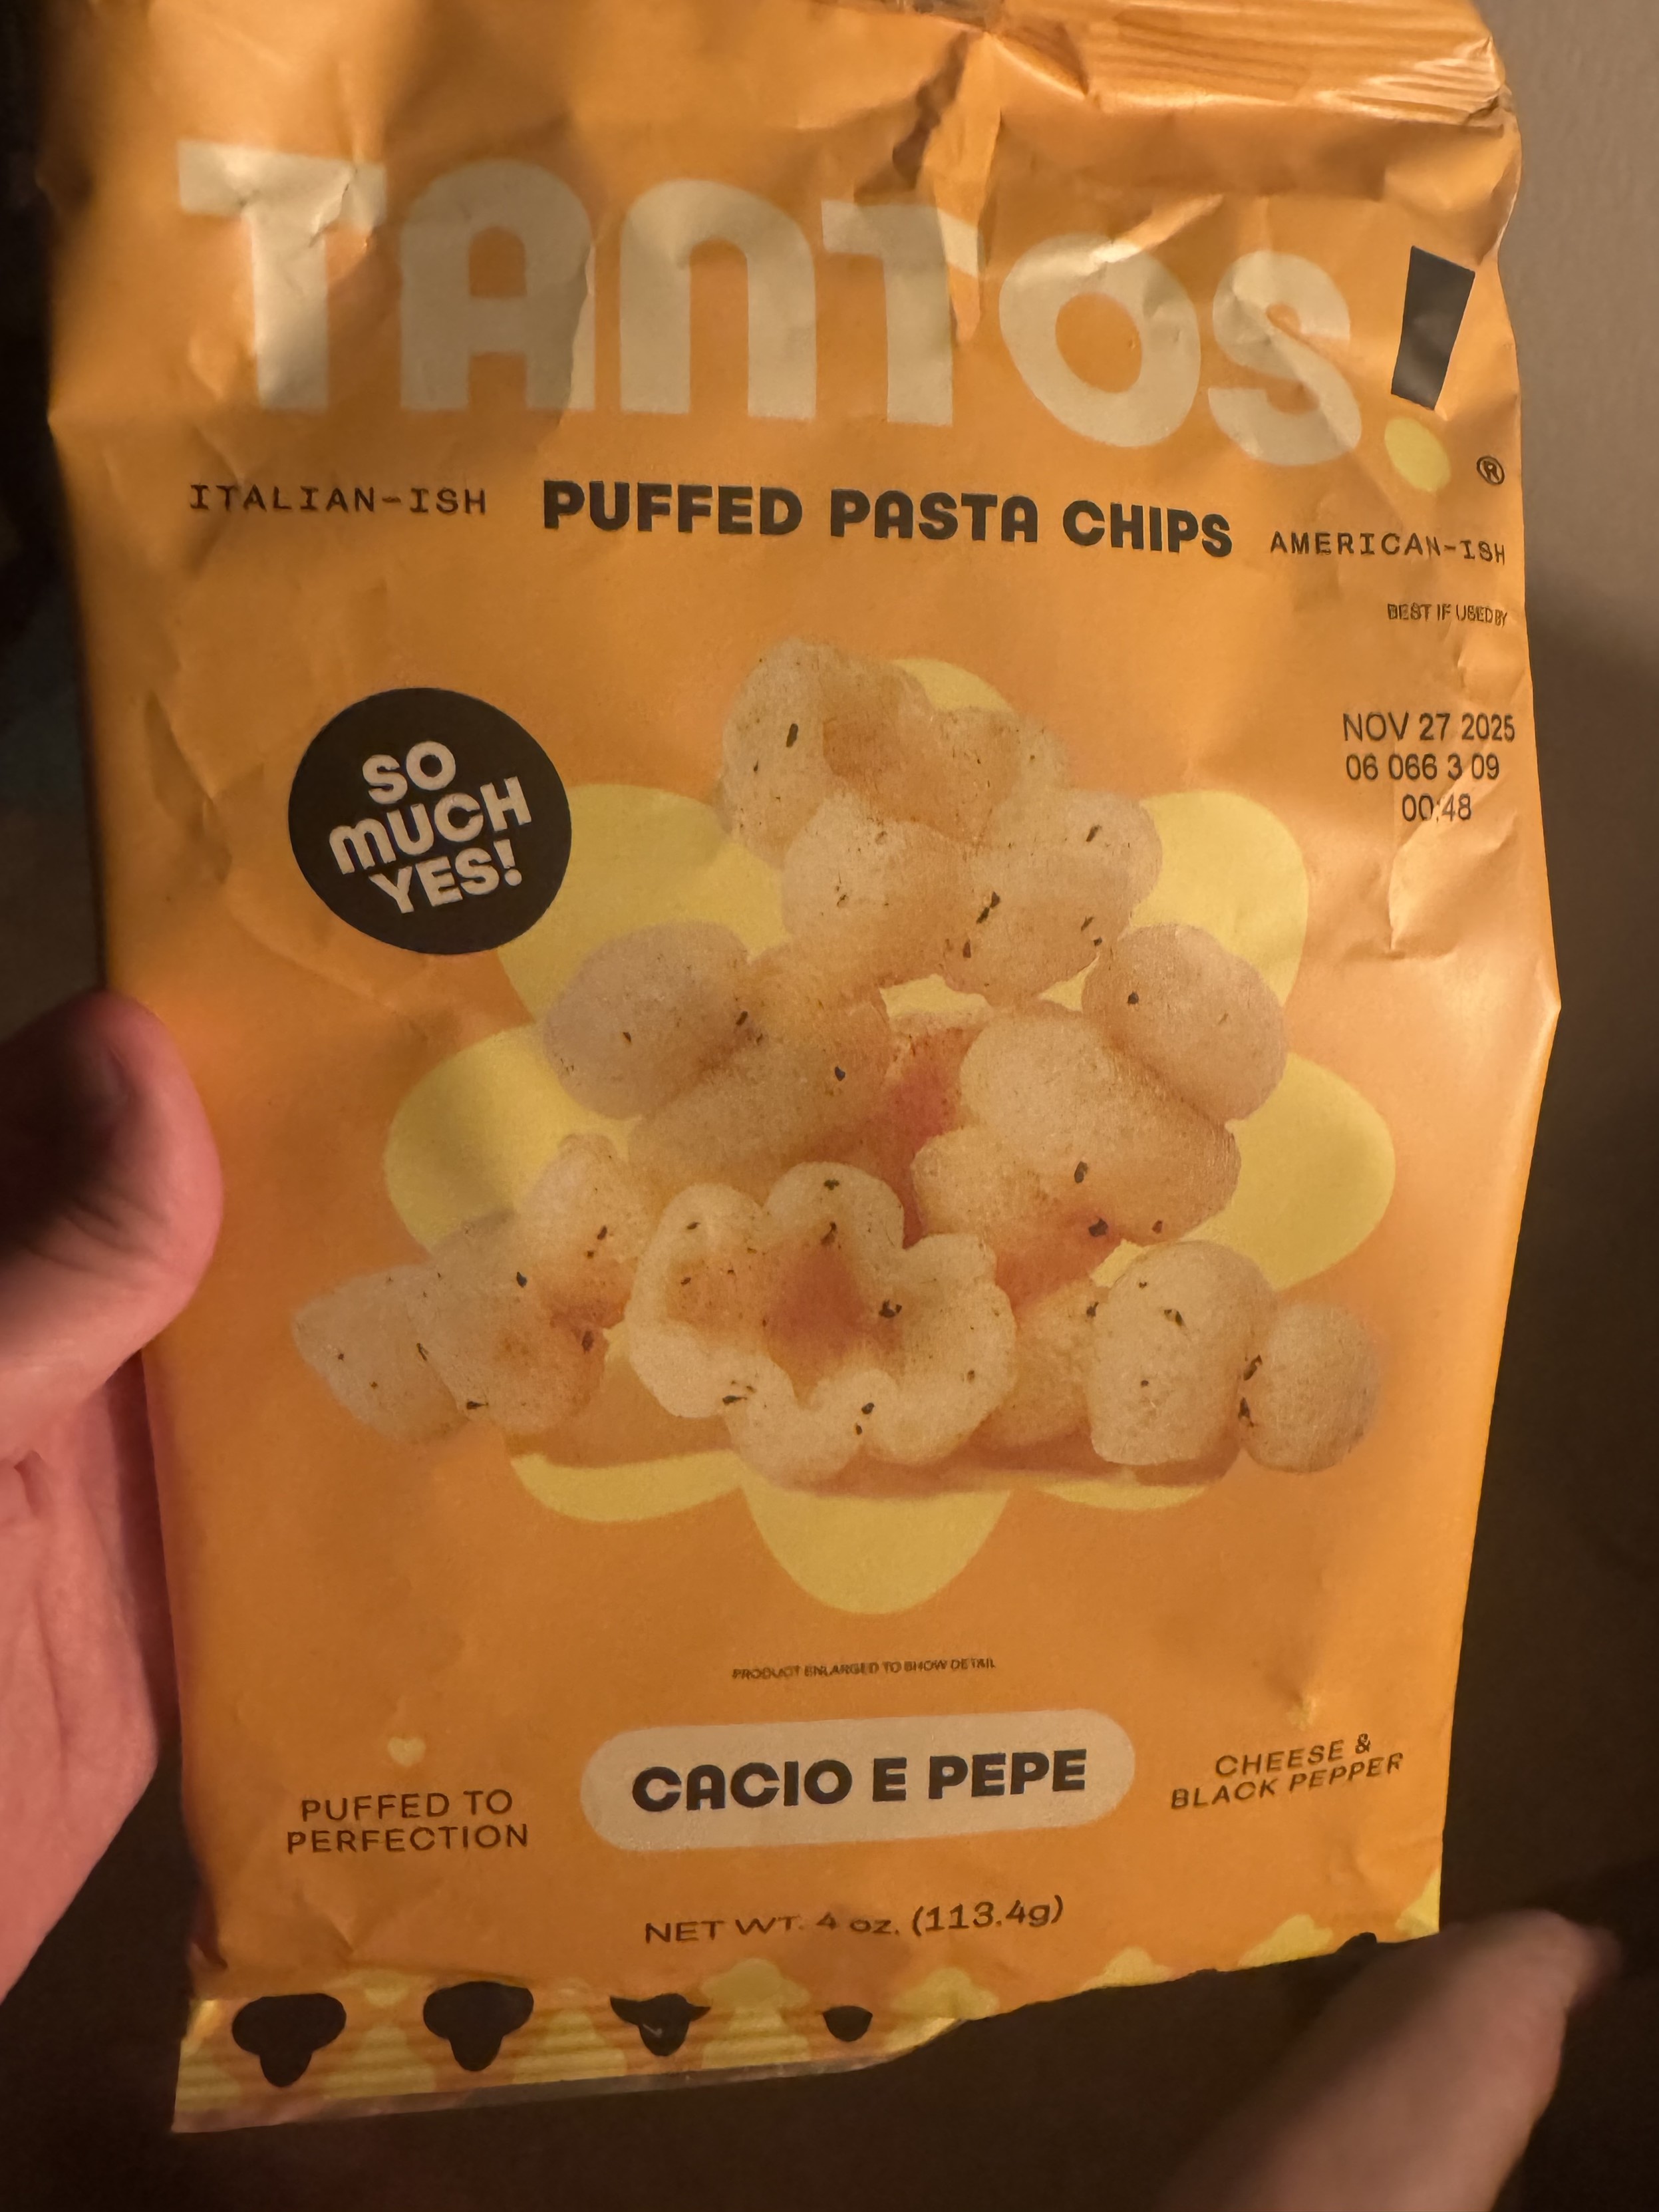 TANTOS!
®
ITALIAN-ISH
PUFFED PASTA CHIPS
AMERICAN-ISH
BEST IF USED BY
NOV 27 2025
06 066 3 09
00:48
SO
MUCH
YES!
PRODUCT ENLARGED TO SHOW DETAIL
CACIO E PEPE
CHEESE &
BLACK PEPPER
PUFFED TO
PERFECTION
NET WT. 4 oz. (113.4g)